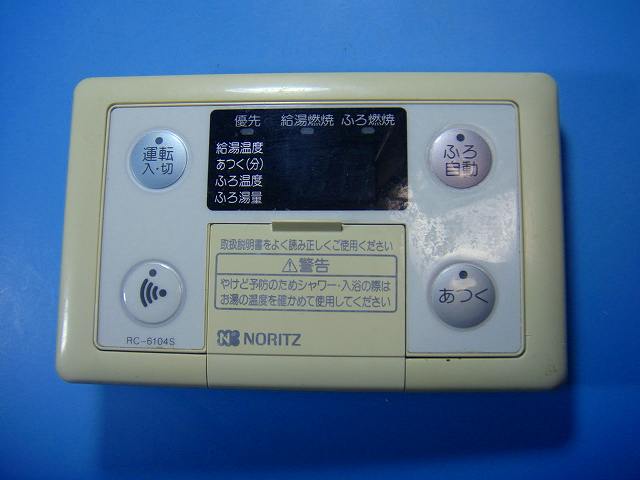 優先 給湯燃焼 ふろ燃焼
給湯温度
あつく(分)
ふろ温度
ふろ湯量
運転
入・切
ふろ
自動
取扱説明書をよく読み正しくご使用ください
警告
やけど予防のためシャワー・入浴の際は
お湯の温度を確かめて使用してください
あつく
RC-6104S
NORITZ